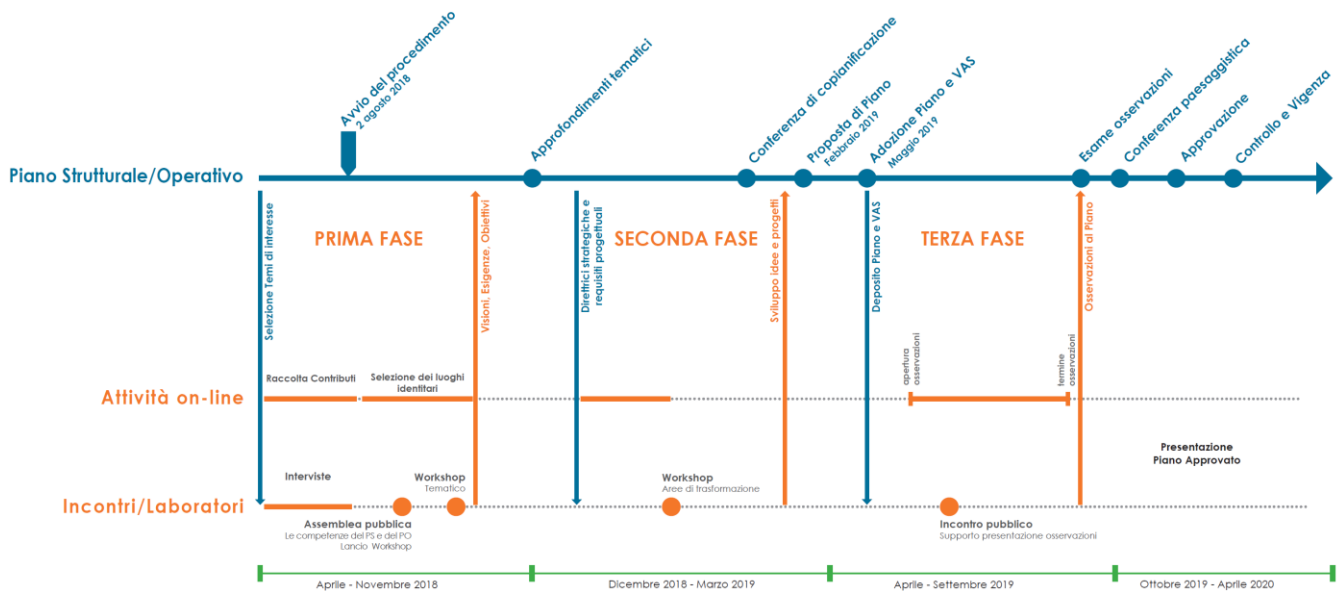 Avvio del procedimento
2 agosto 2018
Approfondimenti tematici
Conferenza di copianificazione
Proposta di Piano
Febbraio 2019
Adozione Piano e VAS
Maggio 2019
Esame osservazioni
Conferenza paesaggistica
Approvazione
Controllo e Vigenza
Piano Strutturale/Operativo
PRIMA FASE
SECONDA FASE
TERZA FASE
Selezione Temi di interesse
Visioni, Esigenze, Obiettivi
Direttrici strategiche e
requisiti progettuali
Sviluppo idee e progetti
Deposito Piano e VAS
Osservazioni al Piano
Attività on-line
Raccolta Contributi
Selezione dei luoghi
identitari
apertura
osservazioni
termine
osservazioni
Incontri/Laboratori
Interviste
Assemblea pubblica
Le competenze del PS e del PO
Lancio Workshop
Workshop
Tematico
Workshop
Aree di trasformazione
Incontro pubblico
Supporto presentazione osservazioni
Presentazione
Piano Approvato
Aprile - Novembre 2018
Dicembre 2018 - Marzo 2019
Aprile - Settembre 2019
Ottobre 2019 - Aprile 2020